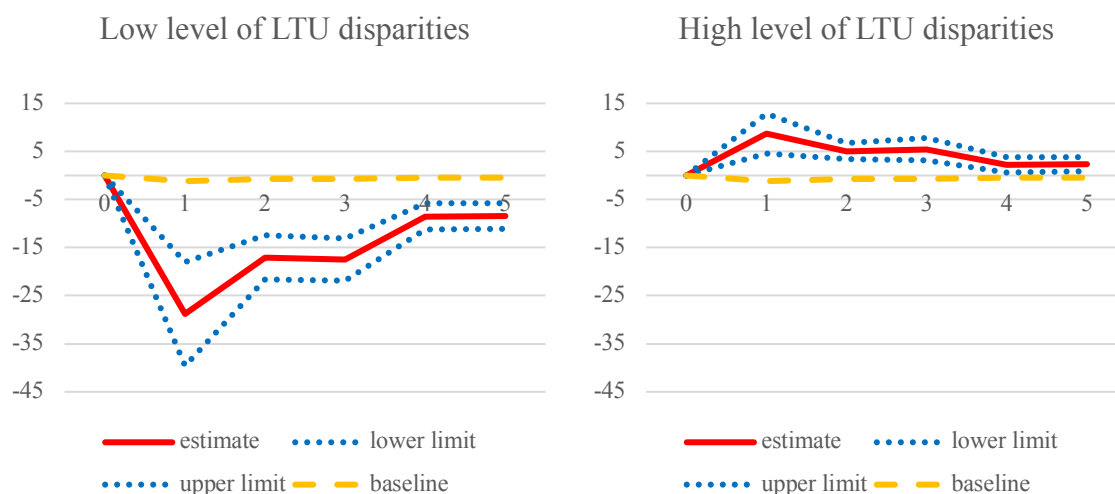 Low level of LTU disparities
15
5
-5
-15
-25
-35
-45
0 1 2 3 4 5
estimate lower limit
upper limit baseline
High level of LTU disparities
15
5
-5
-15
-25
-35
-45
0 1 2 3 4 5
estimate lower limit
upper limit baseline